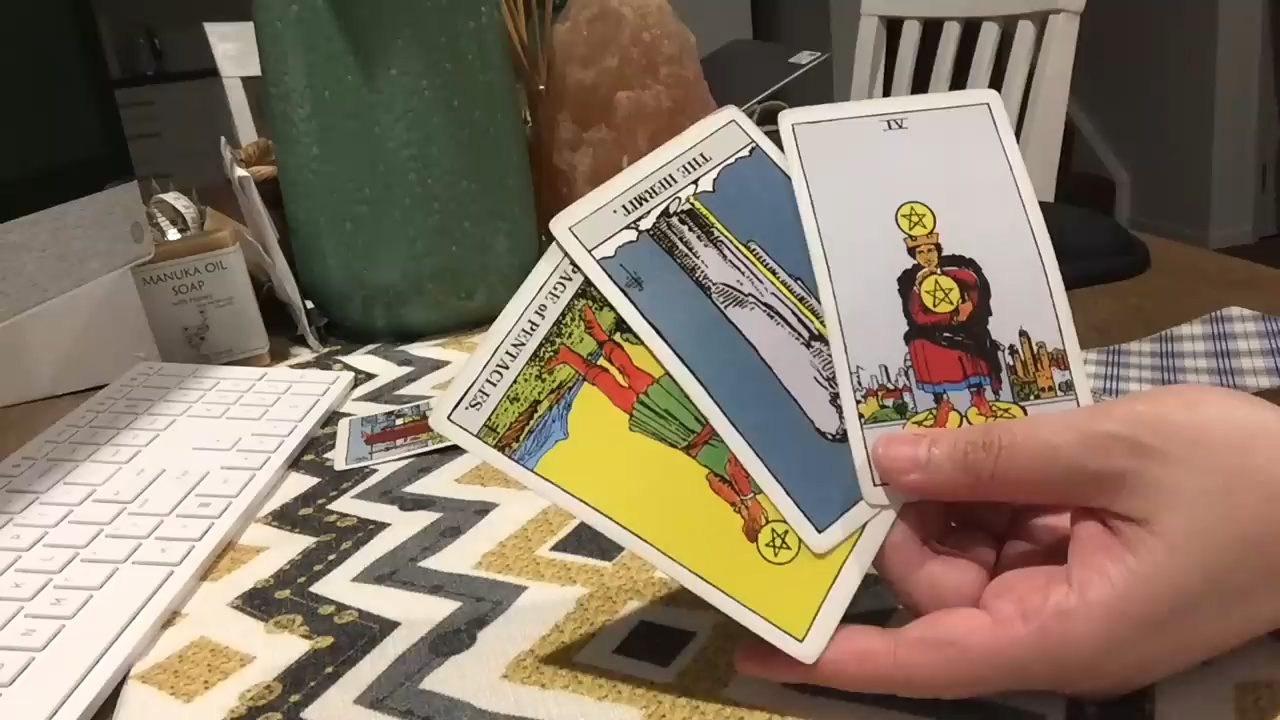 MANUKA OIL
SOAP
THE HERMIT.
PAGE of PENTACLES.
IV